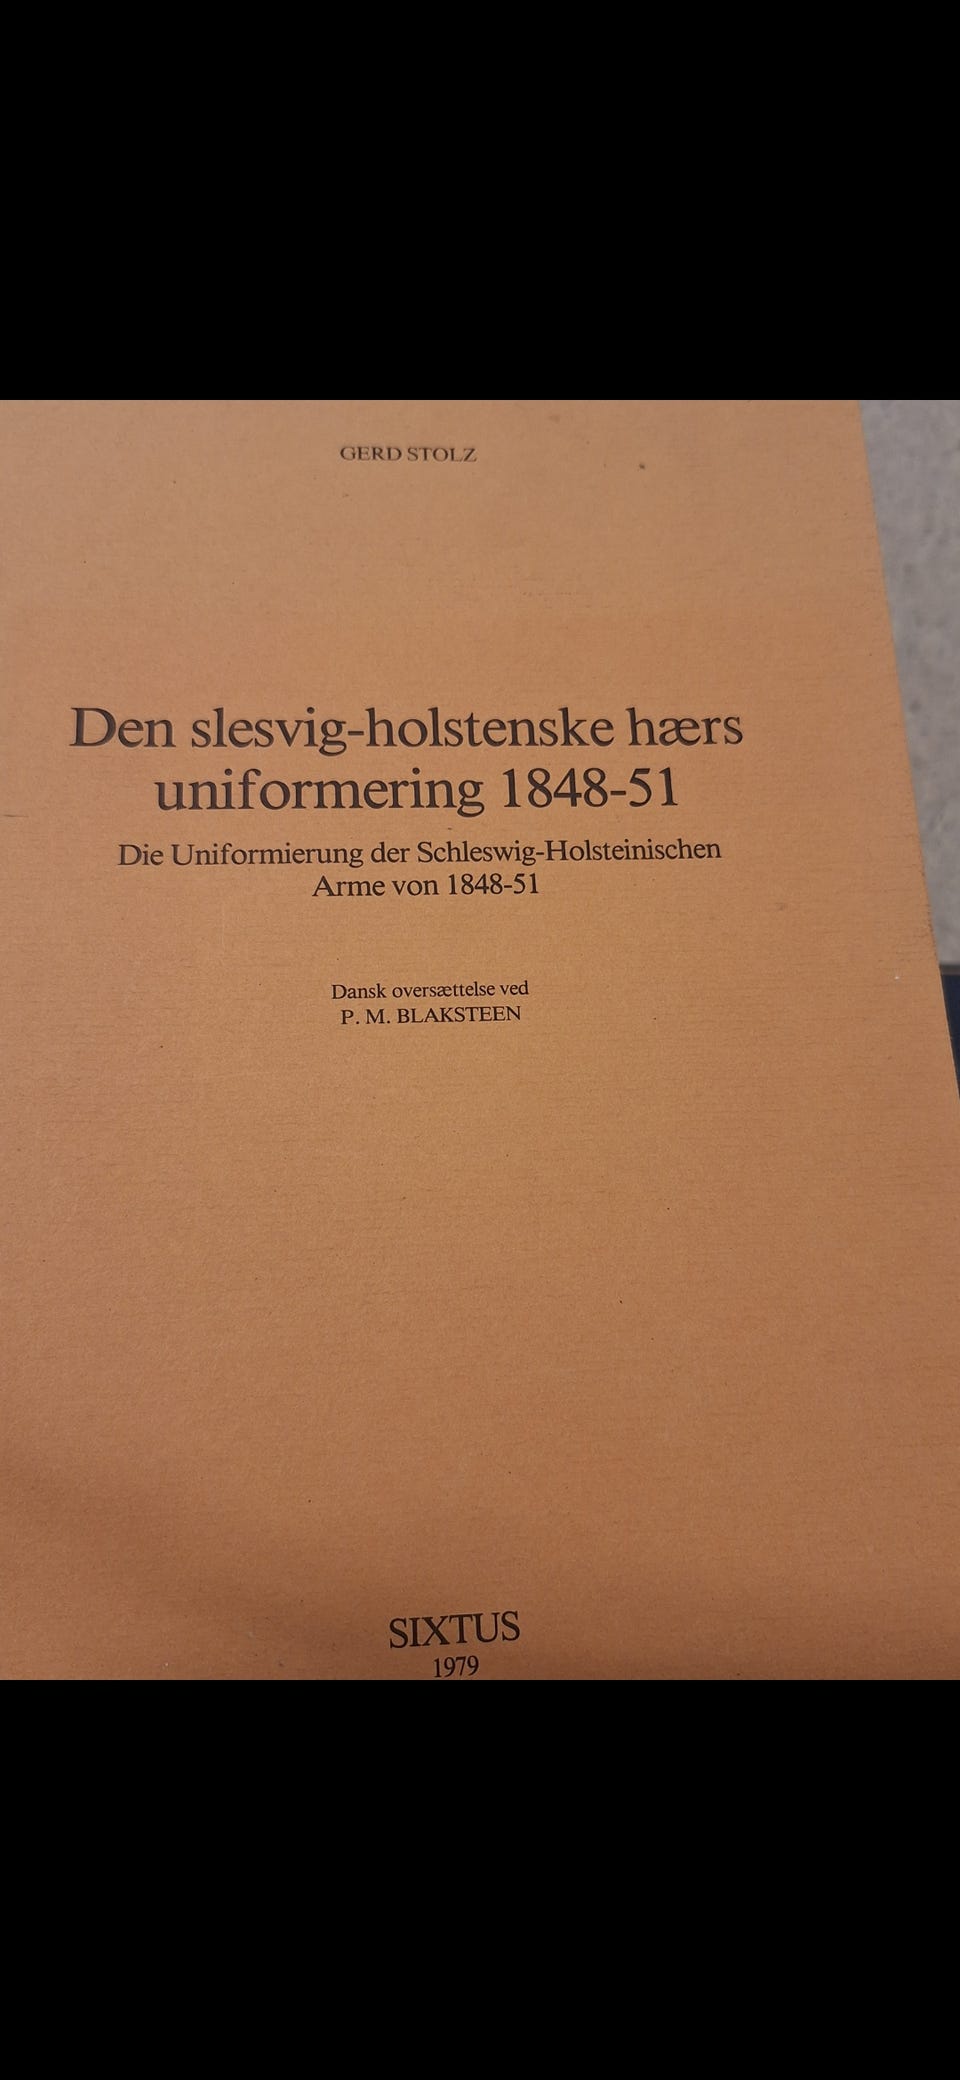 GERD STOLZ
Den slesvig-holstenske hærs
uniformering 1848-51
Die Uniformierung der Schleswig-Holsteinischen
Arme von 1848-51
Dansk oversættelse ved
P. M. BLAKSTEEN
SIXTUS
1979